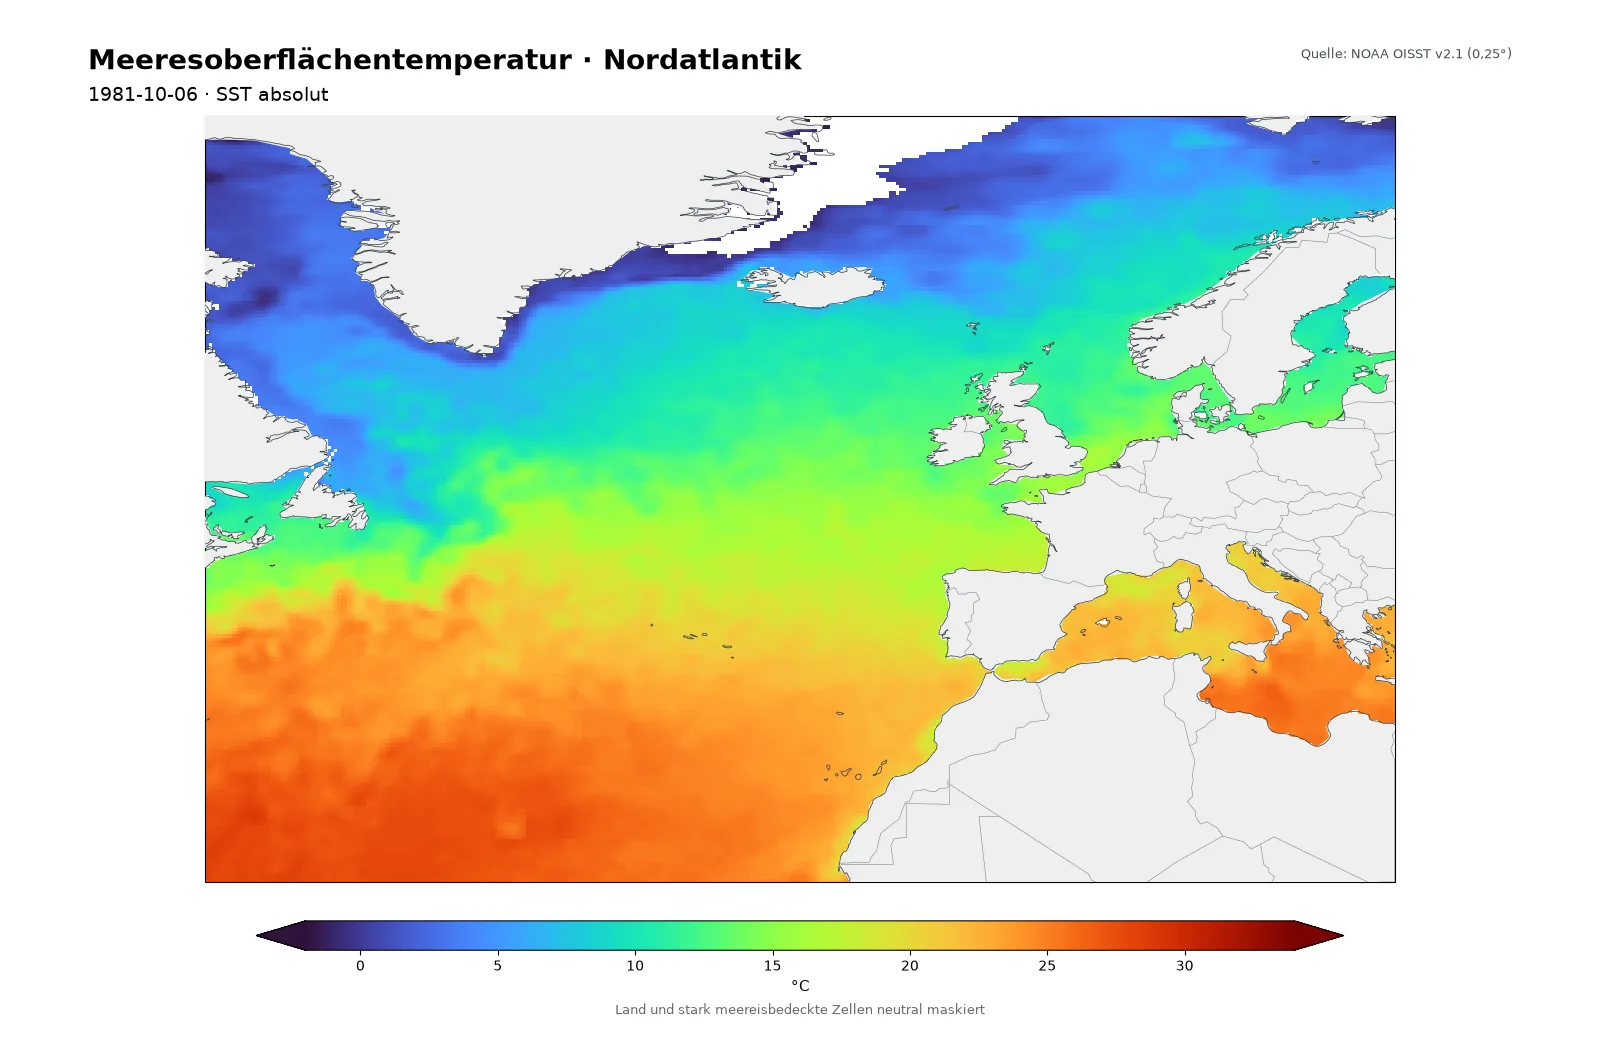 Meeresoberflächentemperatur · Nordatlantik
Quelle: NOAA OISST v2.1 (0,25°)
1981-10-06 · SST absolut
0 5 10 15 20 25 30
°C
Land und stark meereisbedeckte Zellen neutral maskiert